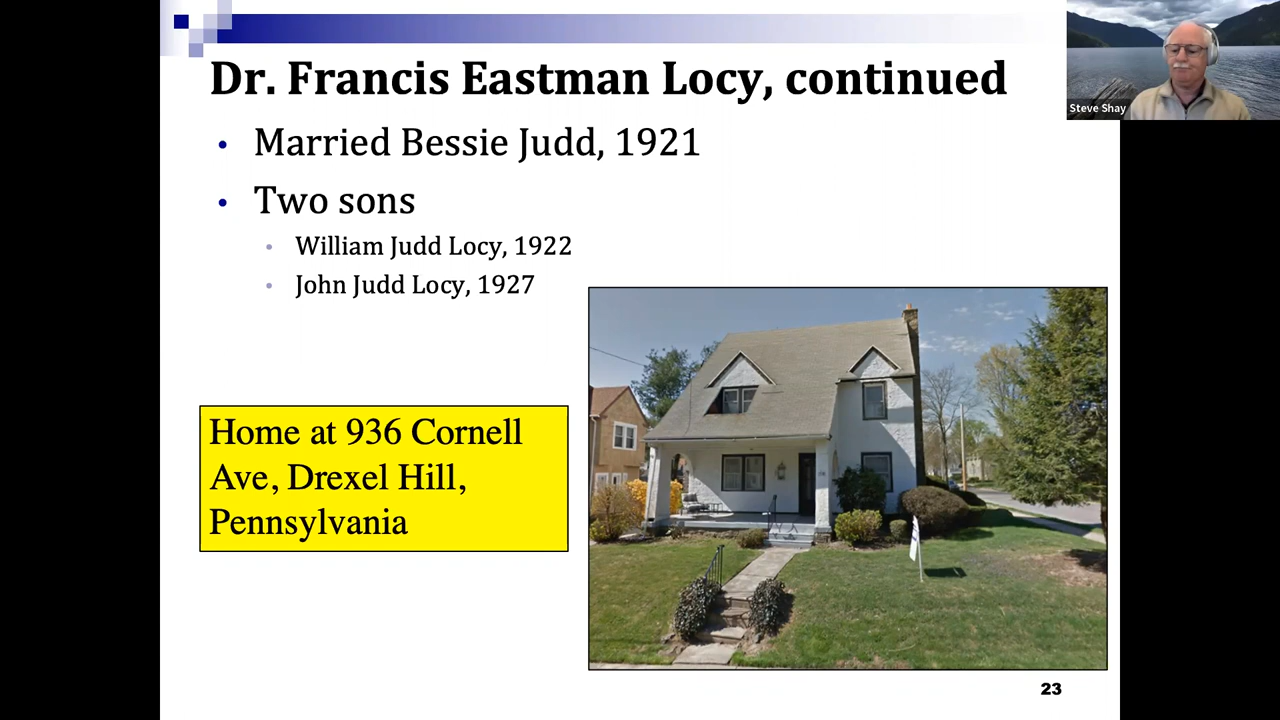 Dr. Francis Eastman Locy, continued
Steve Shay
• Married Bessie Judd, 1921
• Two sons
• William Judd Locy, 1922
• John Judd Locy, 1927
Home at 936 Cornell
Ave, Drexel Hill,
Pennsylvania
23